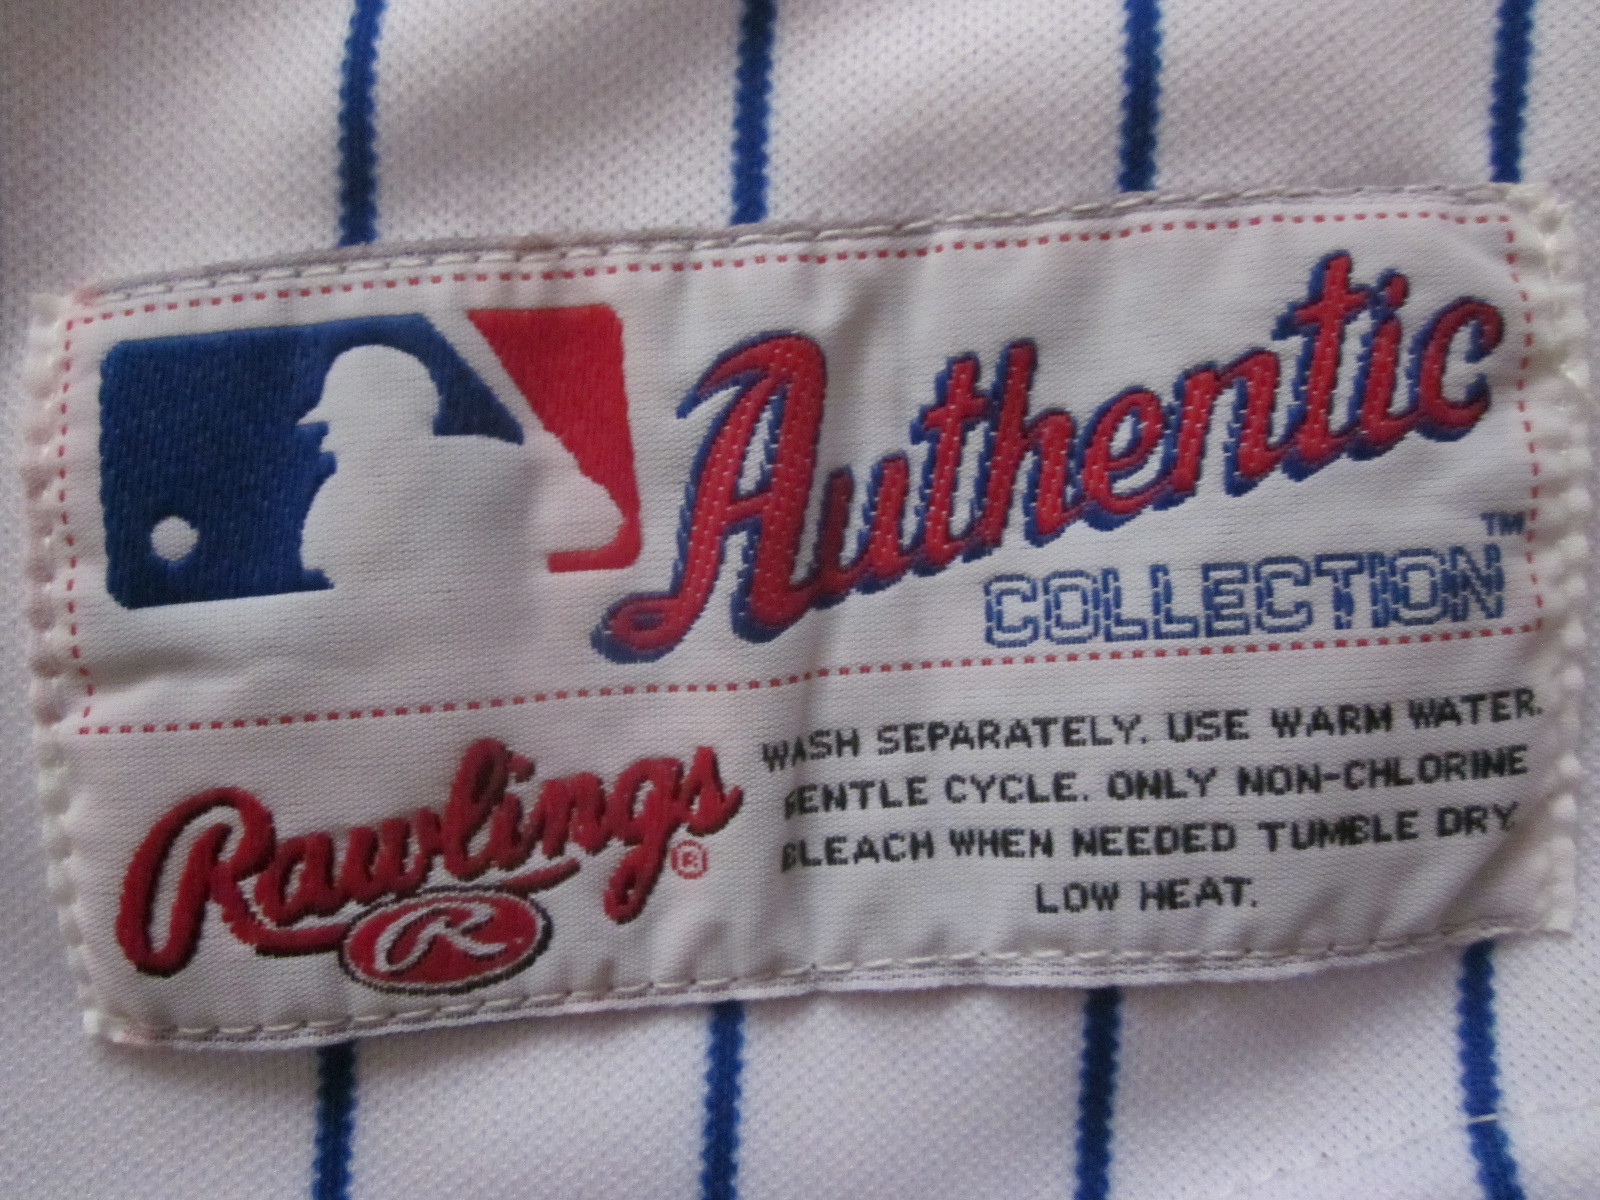 Authentic
COLLECTION™
Rawlings®
R
WASH SEPARATELY. USE WARM WATER.
GENTLE CYCLE. ONLY NON-CHLORINE
BLEACH WHEN NEEDED TUMBLE DRY.
LOW HEAT.